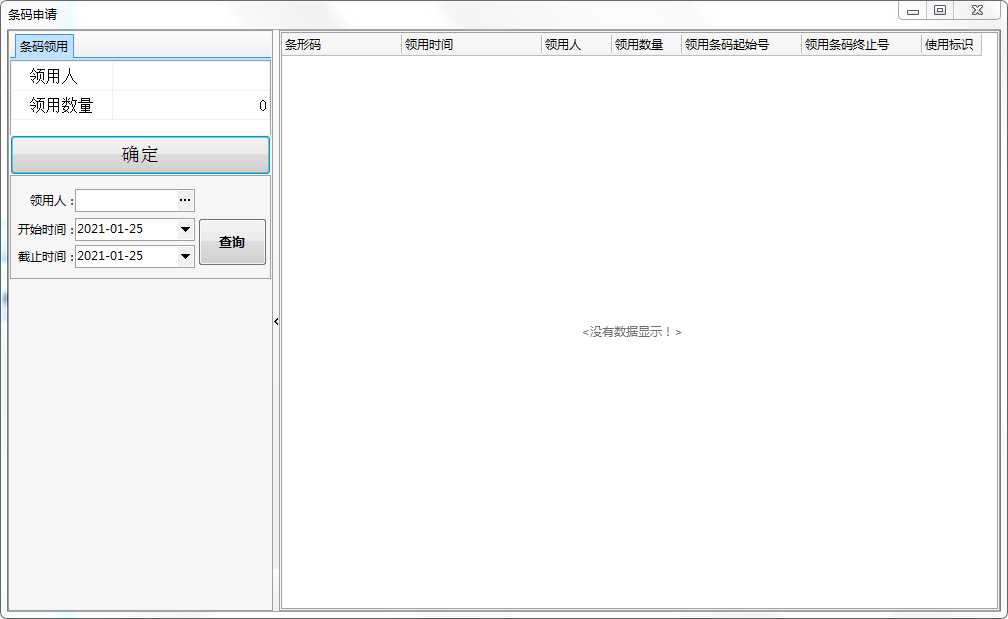 条码申请
条码领用
领用人
领用数量 0
确定
领用人：
开始时间：2021-01-25
截止时间：2021-01-25
查询
条形码 领用时间 领用人 领用数量 领用条码起始号 领用条码终止号 使用标识
<没有数据显示！>